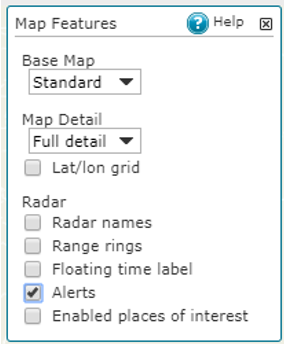 Map Features ? Help
Base Map
Standard
Map Detail
Full detail
Lat/lon grid
Radar
Radar names
Range rings
Floating time label
Alerts
Enabled places of interest